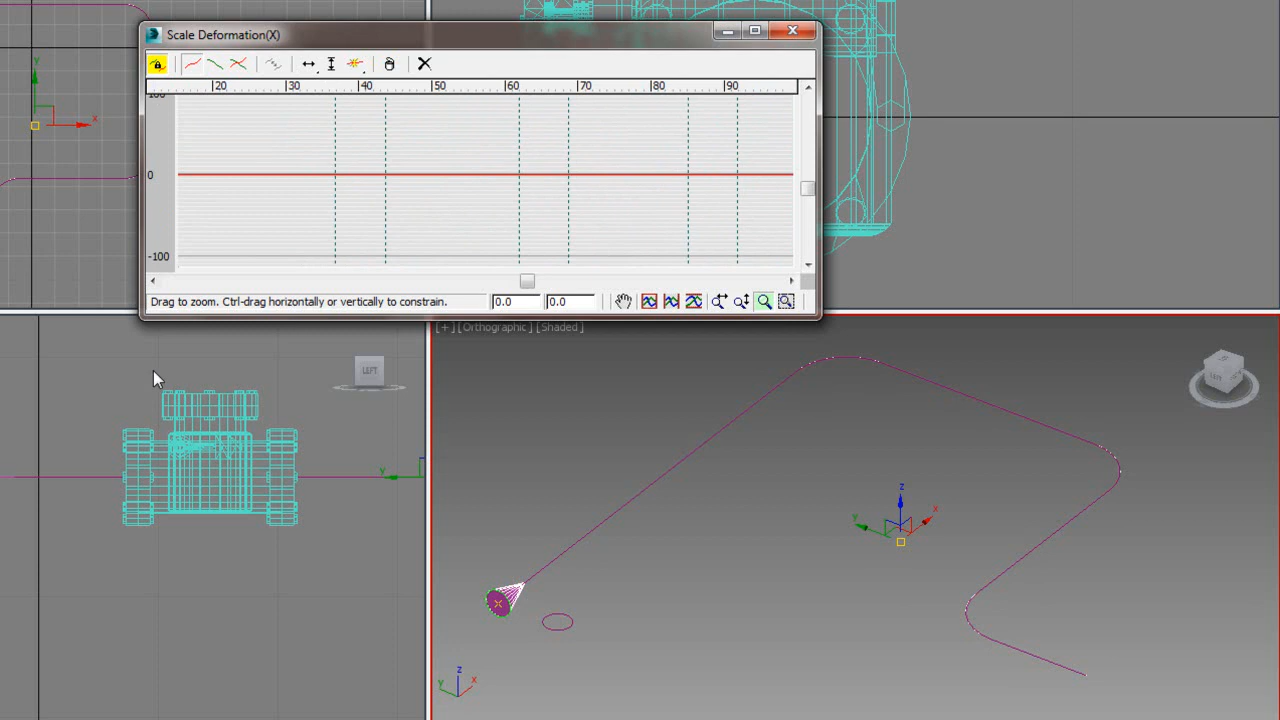 Scale Deformation(X)
20 30 40 50 60 70 80 90
100
0
-100
Drag to zoom. Ctrl-drag horizontally or vertically to constrain. 0.0 0.0
y
x
[+][Orthographic][Shaded]
LEFT
LEFT
y
z
y
x
z
y
x